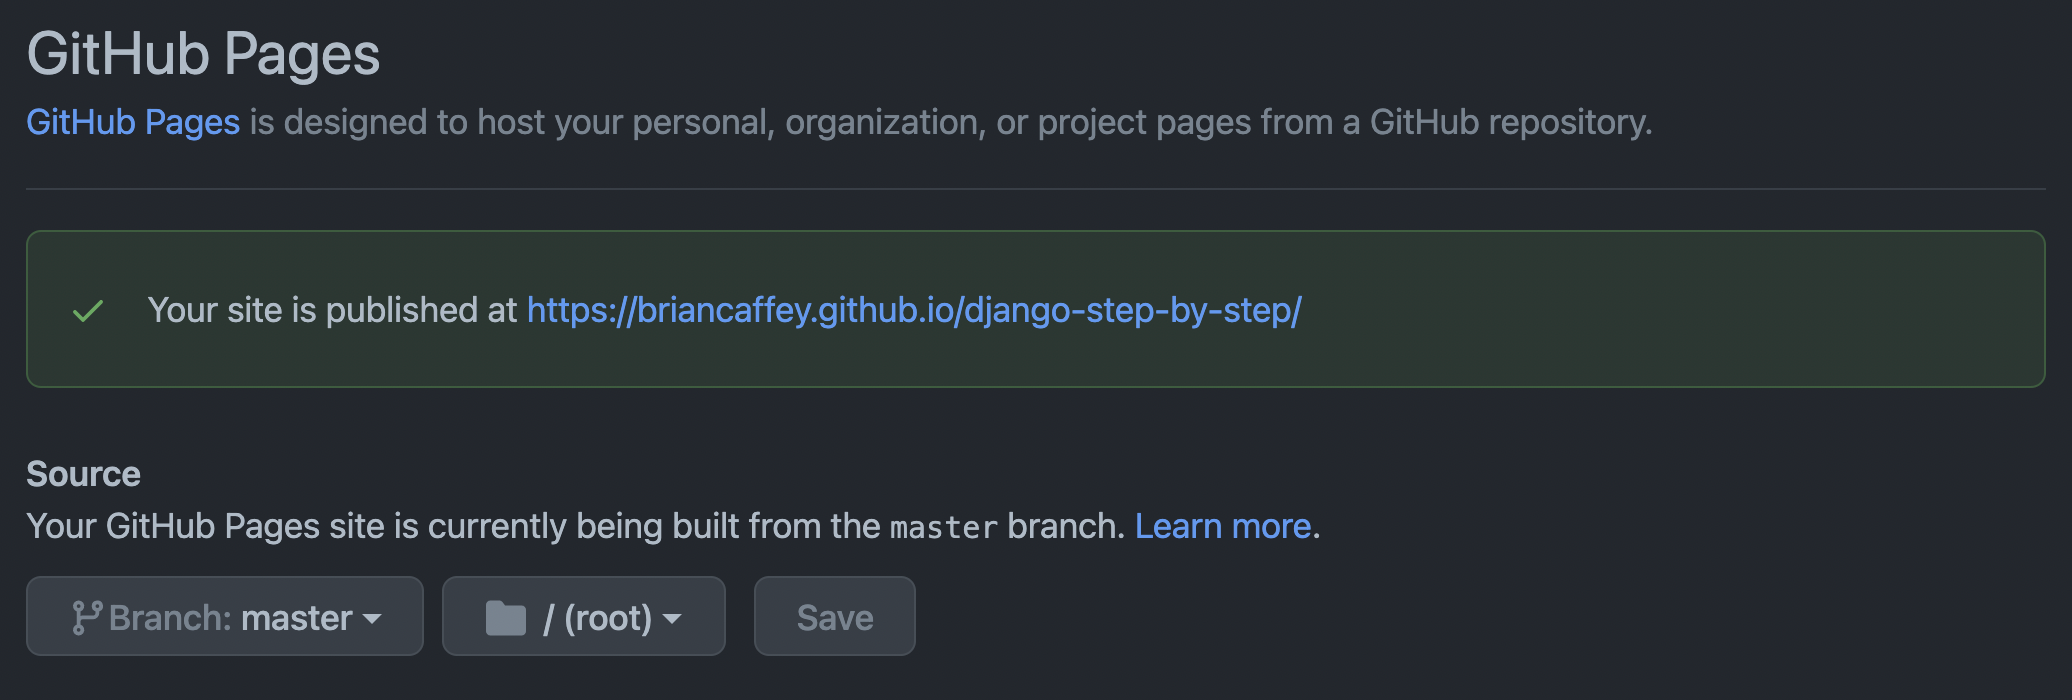 GitHub Pages
GitHub Pages is designed to host your personal, organization, or project pages from a GitHub repository.
Your site is published at https://briancaffey.github.io/django-step-by-step/
Source
Your GitHub Pages site is currently being built from the master branch. Learn more.
Branch: master / (root) Save